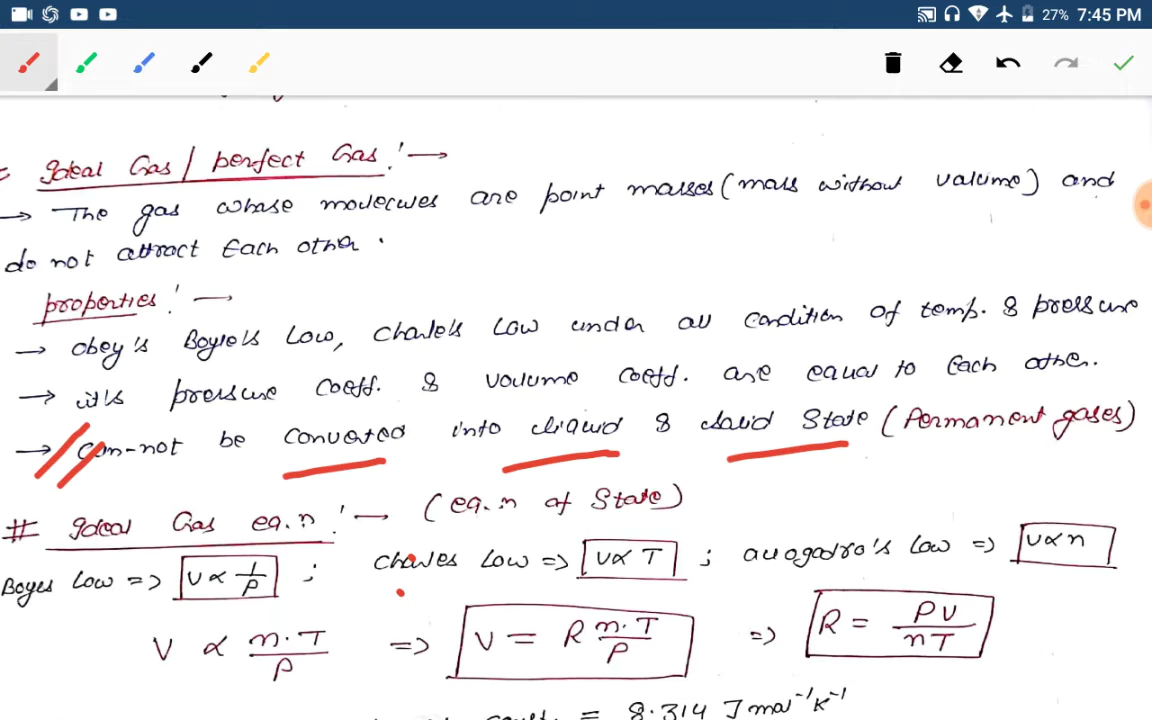 27% 7:45 PM
Ideal Gas / perfect Gas !→
→ The gas whose molecules are point masses (mass without valume) and
do not attract Each other.
properties !→
→ obey's Boyle's Low, Charle's Low under all condition of temp. & pressure
→ it's pressure Coeff. & volume coeff. are equal to Each other.
→ Can-not be Converted into cliquid & slaid State (Permanent gases)
# Ideal Gas eq.n !→ (eq.n of State)
Boyes Low => V ∝ 1/P ; Charles Low => V ∝ T ; avogadro's Low => V ∝ n
V ∝ n.T/P => V = R n.T/P => R = PV/nT
= 8.314 J mol⁻¹ K⁻¹